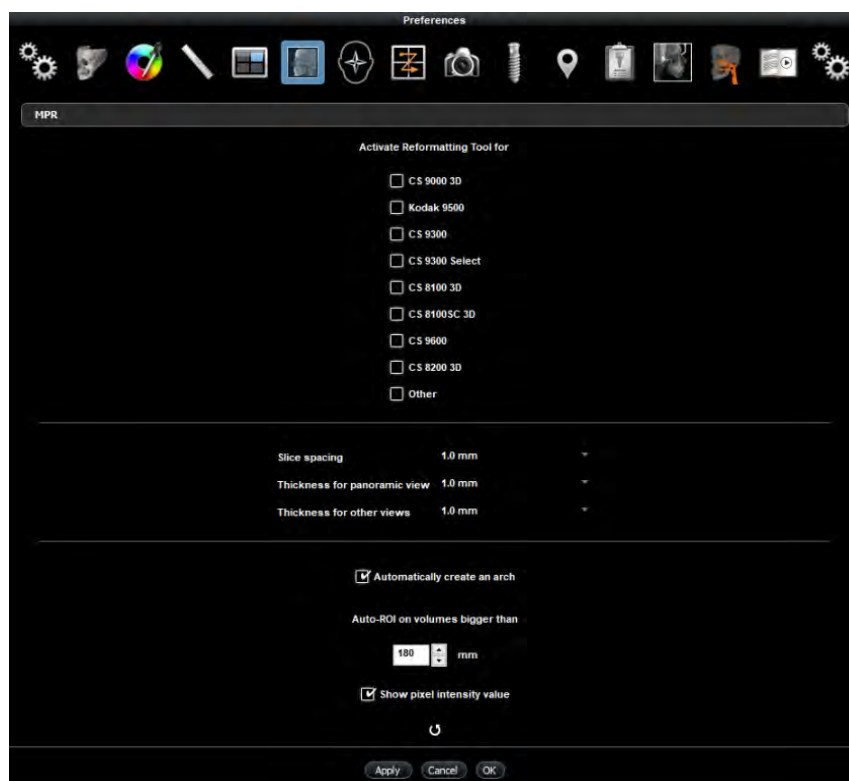 Preferences
MPR
Activate Reformatting Tool for
CS 9000 3D
Kodak 9500
CS 9300
CS 9300 Select
CS 8100 3D
CS 8100SC 3D
CS 9600
CS 8200 3D
Other
Slice spacing 1.0 mm
Thickness for panoramic view 1.0 mm
Thickness for other views 1.0 mm
Automatically create an arch
Auto-ROI on volumes bigger than
180 mm
Show pixel intensity value
Apply Cancel OK